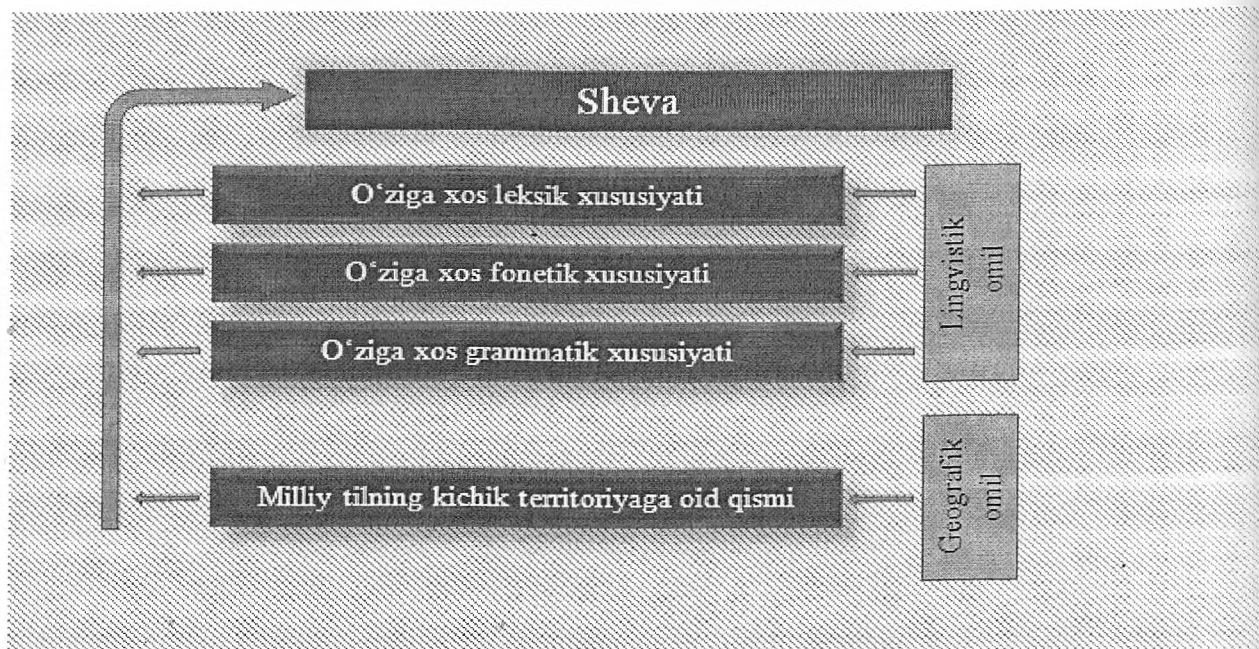 Sheva
O‘ziga xos leksik xususiyati
O‘ziga xos fonetik xususiyati
O‘ziga xos grammatik xususiyati
Lingvistik
omil
Milliy tilning kichik territoriyaga oid qismi
Geografik
omil